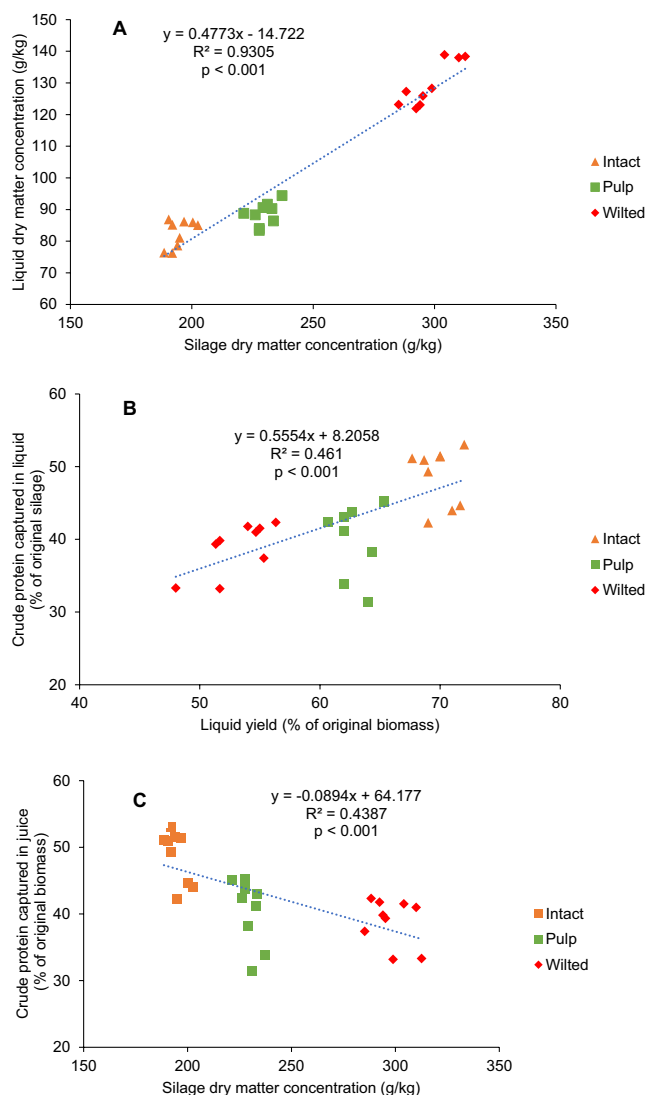 A
y = 0.4773x - 14.722
R² = 0.9305
p < 0.001
Liquid dry matter concentration (g/kg)
150
140
130
120
110
100
90
80
70
60
150
200
250
300
350
Silage dry matter concentration (g/kg)
Intact
Pulp
Wilted
B
y = 0.5554x + 8.2058
R² = 0.461
p < 0.001
Crude protein captured in liquid
(% of original silage)
60
50
40
30
20
40
50
60
70
80
Liquid yield (% of original biomass)
Intact
Pulp
Wilted
C
y = -0.0894x + 64.177
R² = 0.4387
p < 0.001
Crude protein captured in juice
(% of original biomass)
60
50
40
30
20
150
200
250
300
350
Silage dry matter concentration (g/kg)
Intact
Pulp
Wilted